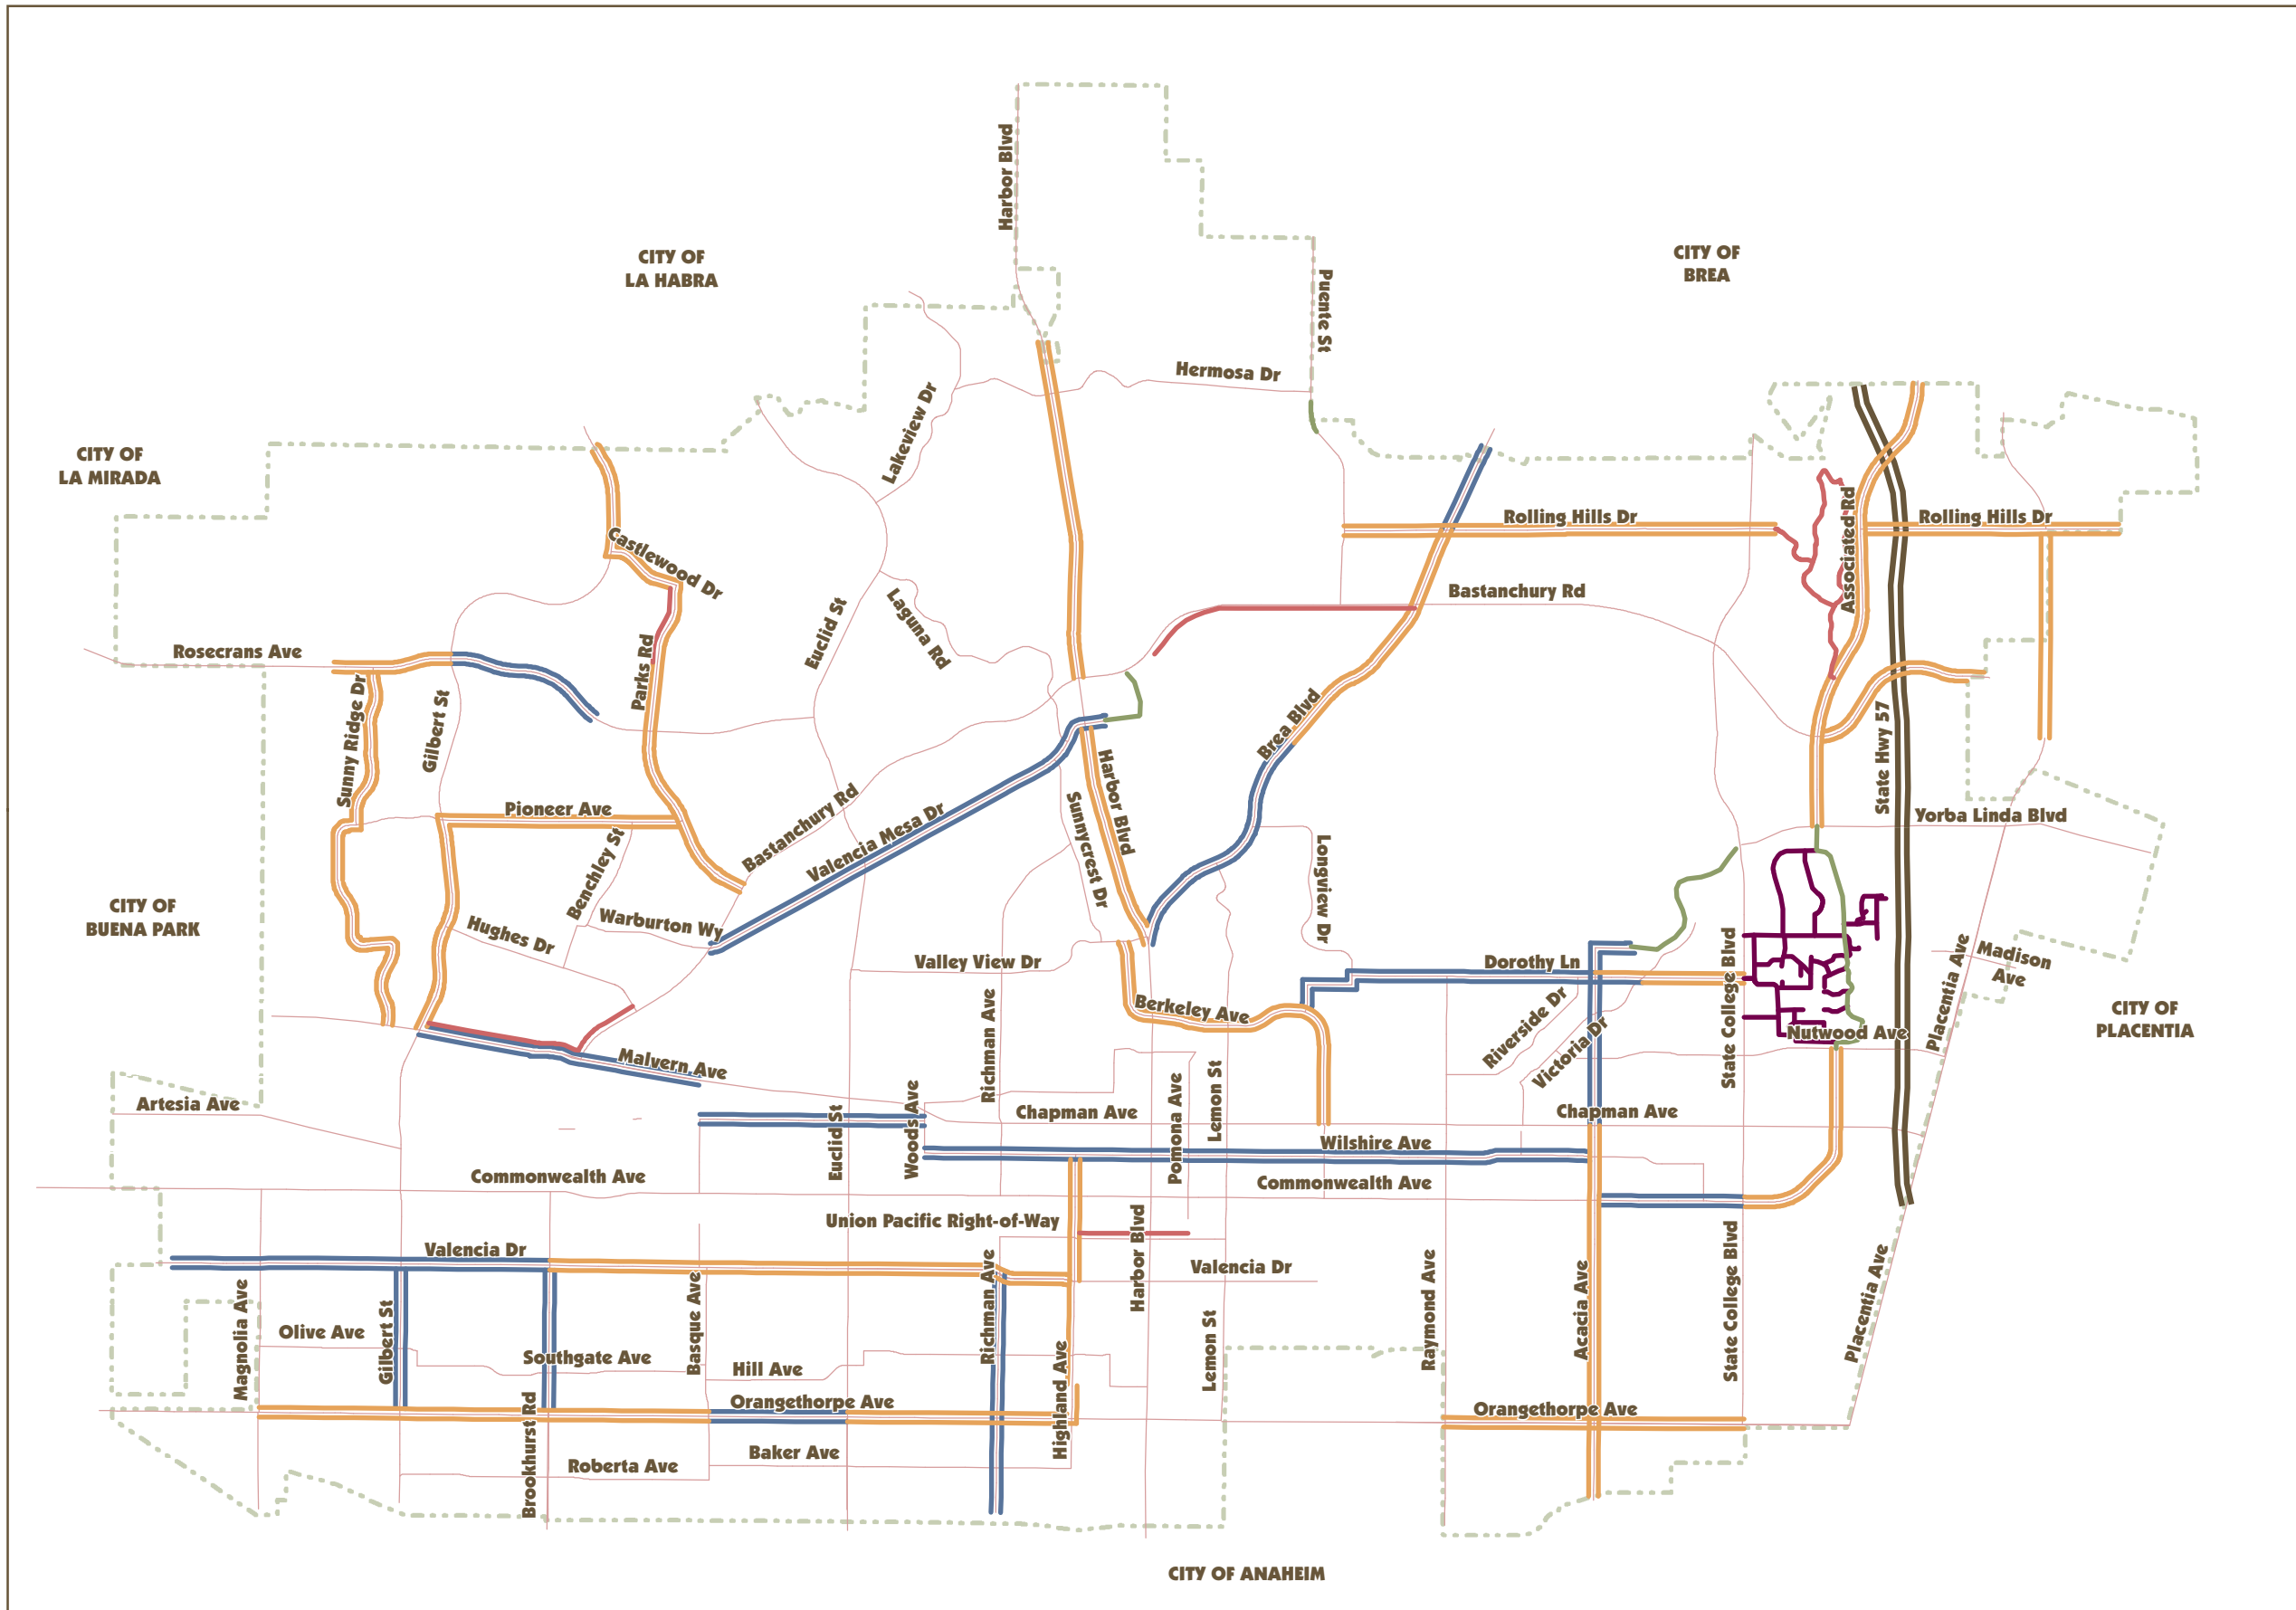 Harbor Blvd
CITY OF
LA HABRA
CITY OF
BREA
Puente St
Hermosa Dr
Lakeview Dr
CITY OF
LA MIRADA
Rolling Hills Dr
Rolling Hills Dr
Associated Rd
Castlewood Dr
Bastanchury Rd
Laguna Rd
Euclid St
Rosecrans Ave
Parks Rd
Sunny Ridge Dr
Gilbert St
Brea Blvd
State Hwy 57
Harbor Blvd
Sunnycrest Dr
Pioneer Ave
Bastanchury Rd
Valencia Mesa Dr
Yorba Linda Blvd
Benchley St
Longview Dr
CITY OF
BUENA PARK
Warburton Wy
Hughes Dr
Valley View Dr
Dorothy Ln
State College Blvd
Placentia Ave
Madison
Ave
Richman Ave
Berkeley Ave
Riverside Dr
Victoria Dr
Nutwood Ave
CITY OF
PLACENTIA
Malvern Ave
Artesia Ave
Euclid St
Woods Ave
Chapman Ave
Pomona Ave
Lemon St
Chapman Ave
Wilshire Ave
Commonwealth Ave
Commonwealth Ave
Union Pacific Right-of-Way
Harbor Blvd
Valencia Dr
Valencia Dr
Magnolia Ave
Gilbert St
Basque Ave
Richman Ave
Raymond Ave
Acacia Ave
State College Blvd
Placentia Ave
Olive Ave
Southgate Ave
Hill Ave
Highland Ave
Lemon St
Orangethorpe Ave
Orangethorpe Ave
Brookhurst Rd
Roberta Ave
Baker Ave
CITY OF ANAHEIM